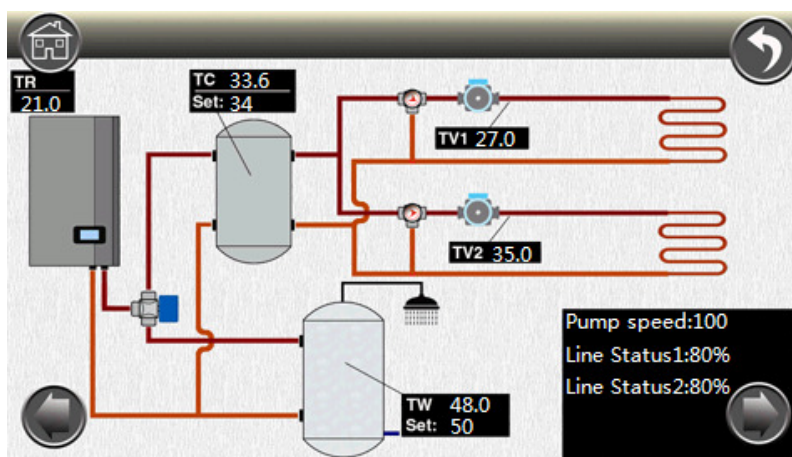 TR
21.0
TC 33.6
Set: 34
TV1 27.0
TV2 35.0
TW 48.0
Set: 50
Pump speed:100
Line Status1:80%
Line Status2:80%